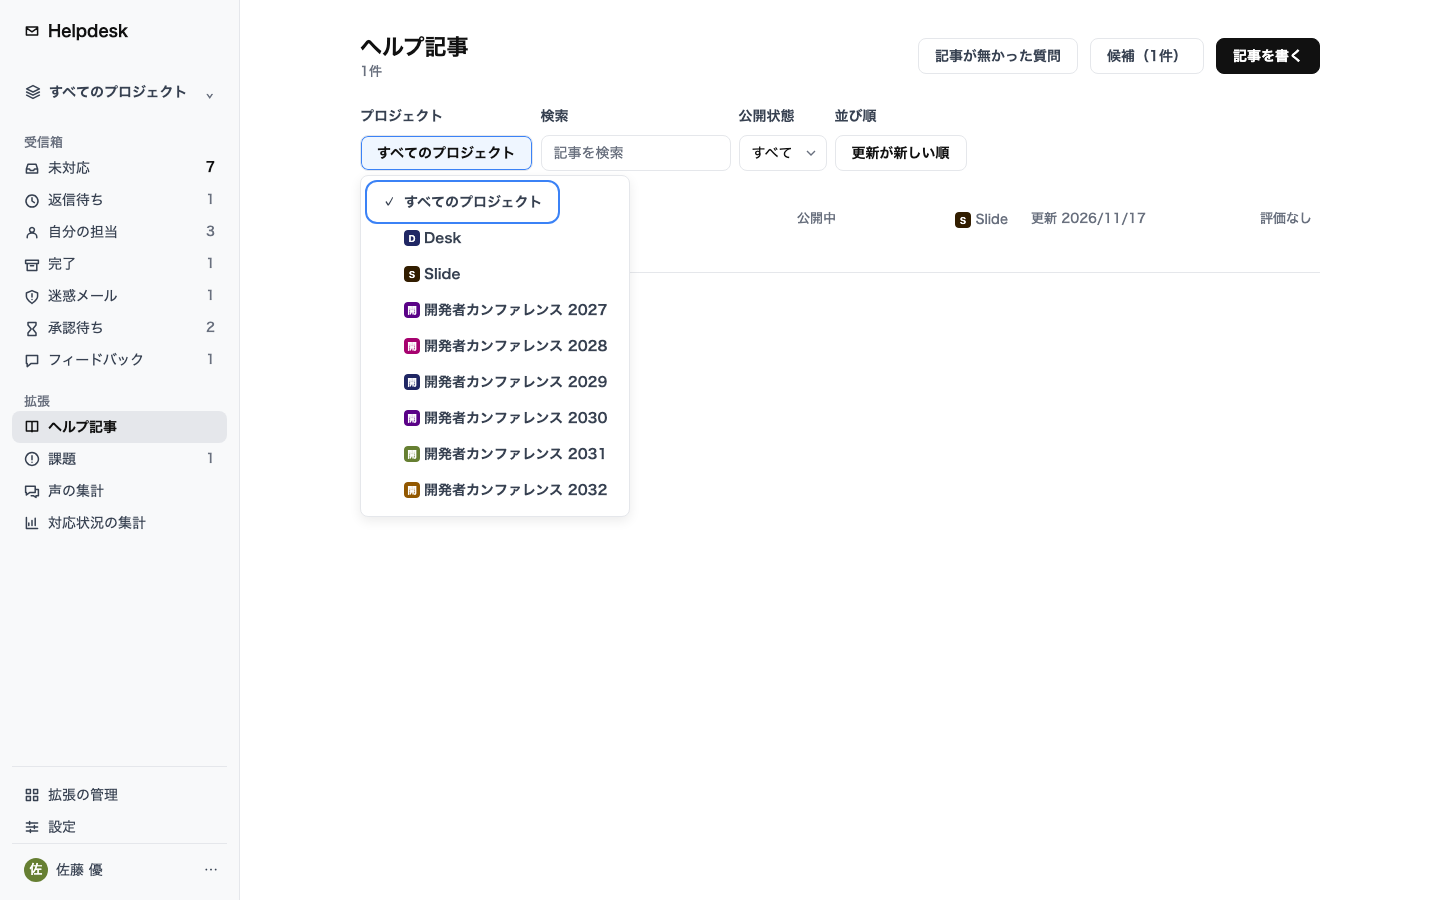 Helpdesk
すべてのプロジェクト
受信箱
未対応 7
返信待ち 1
自分の担当 3
完了 1
迷惑メール 1
承認待ち 2
フィードバック 1
拡張
ヘルプ記事
課題 1
声の集計
対応状況の集計
拡張の管理
設定
佐 佐藤 優 …
ヘルプ記事
1件
記事が無かった質問
候補（1件）
記事を書く
プロジェクト 検索 公開状態 並び順
すべてのプロジェクト 記事を検索 すべて 更新が新しい順
✓ すべてのプロジェクト
D Desk
S Slide
開 開発者カンファレンス 2027
開 開発者カンファレンス 2028
開 開発者カンファレンス 2029
開 開発者カンファレンス 2030
開 開発者カンファレンス 2031
開 開発者カンファレンス 2032
公開中 S Slide 更新 2026/11/17 評価なし